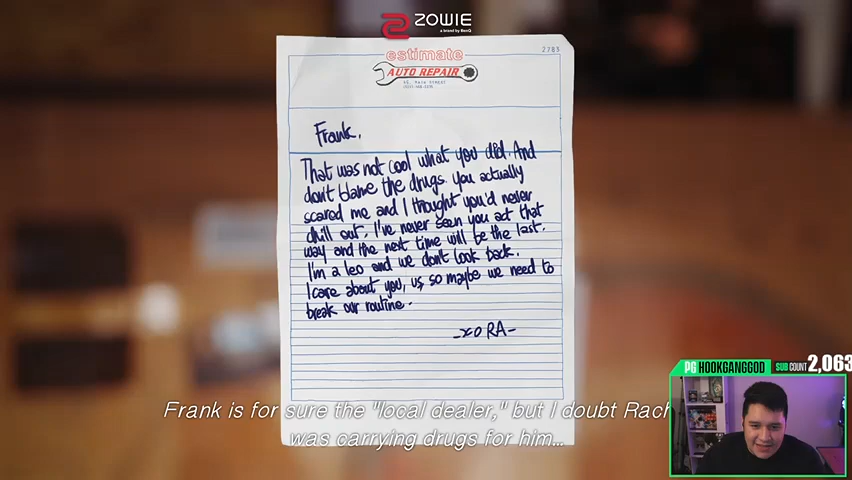 ZOWIE
a brand by BenQ
estimate
2783
AUTO REPAIR
Frank,
That was not cool what you did. And
don't blame the drugs. You actually
scared me and I thought you'd never
chill out. I've never seen you act that
way and the next time will be the last.
I'm a leo and we don't look back.
I care about you, us, so maybe we need to
break our routine.
-xo RA-
Frank is for sure the "local dealer," but I doubt Rach
was carrying drugs for him...
PG HOOKGANGGOD
SUB COUNT 2,063